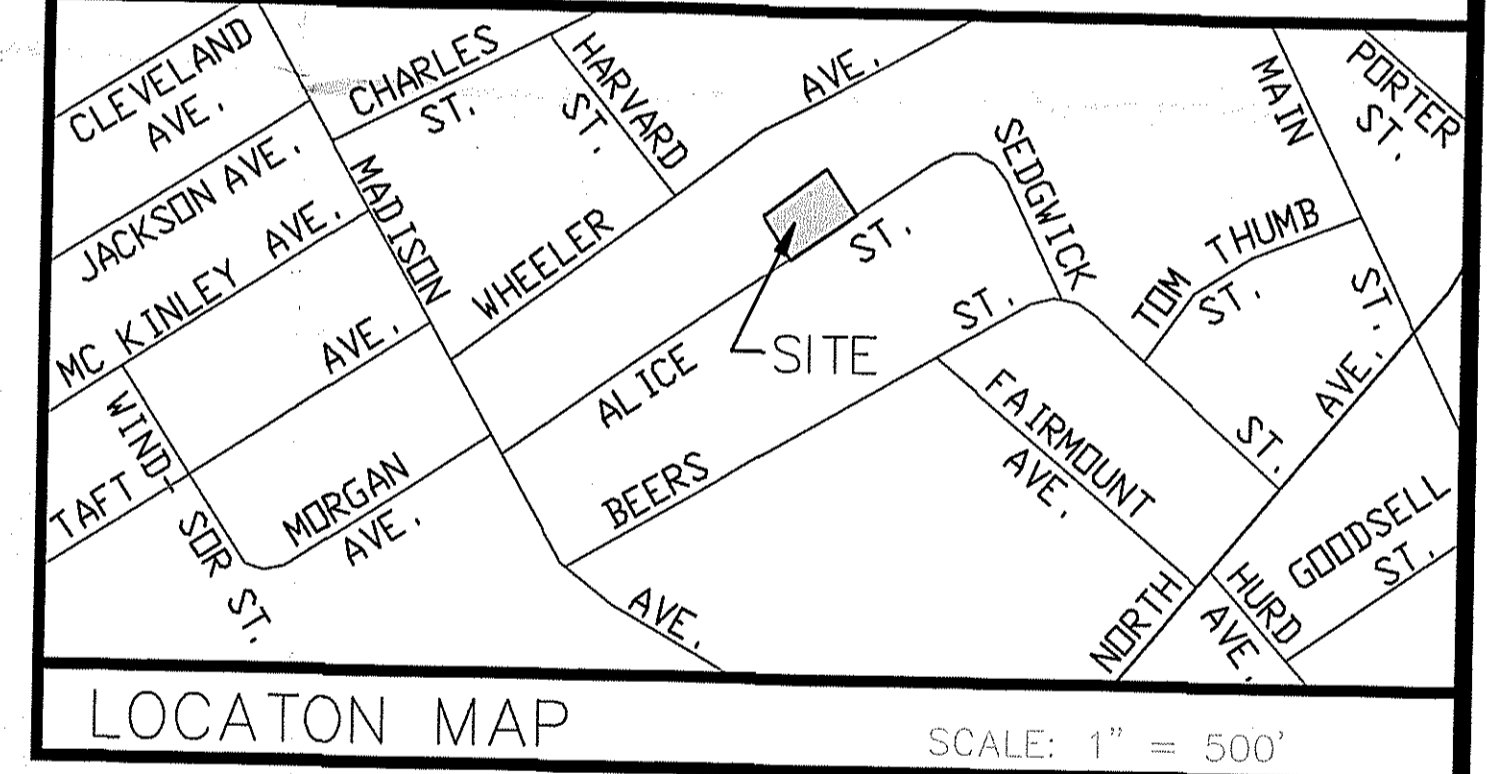 CLEVELAND
AVE.
CHARLES
ST.
HARVARD
ST.
AVE.
MAIN
ST.
PORTER
ST.
JACKSON AVE.
MADISON
AVE.
SEDGWICK
ST.
MC KINLEY AVE.
WHEELER
TOM THUMB
ST.
AVE.
SITE
ALICE
ST.
FAIRMOUNT
AVE.
TAFT
AVE.
WIND-
SOR ST.
MORGAN
AVE.
BEERS
ST.
NORTH
HURD
AVE.
GOODSELL
ST.
LOCATON MAP
SCALE: 1" = 500'